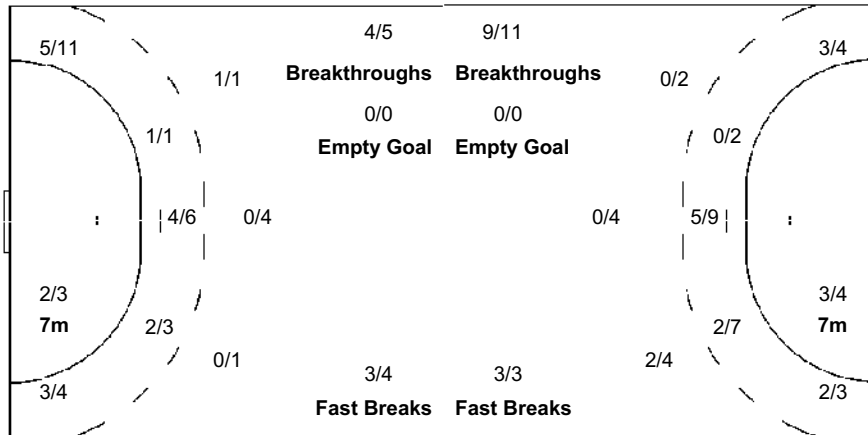 4/5 9/11
5/11 3/4
Breakthroughs Breakthroughs
1/1 0/2
0/0 0/0
1/1 0/2
Empty Goal Empty Goal
4/6 0/4 0/4 5/9
2/3 3/4
7m 2/3 2/7 7m
0/1 2/4
3/4 3/3
3/4 2/3
Fast Breaks Fast Breaks